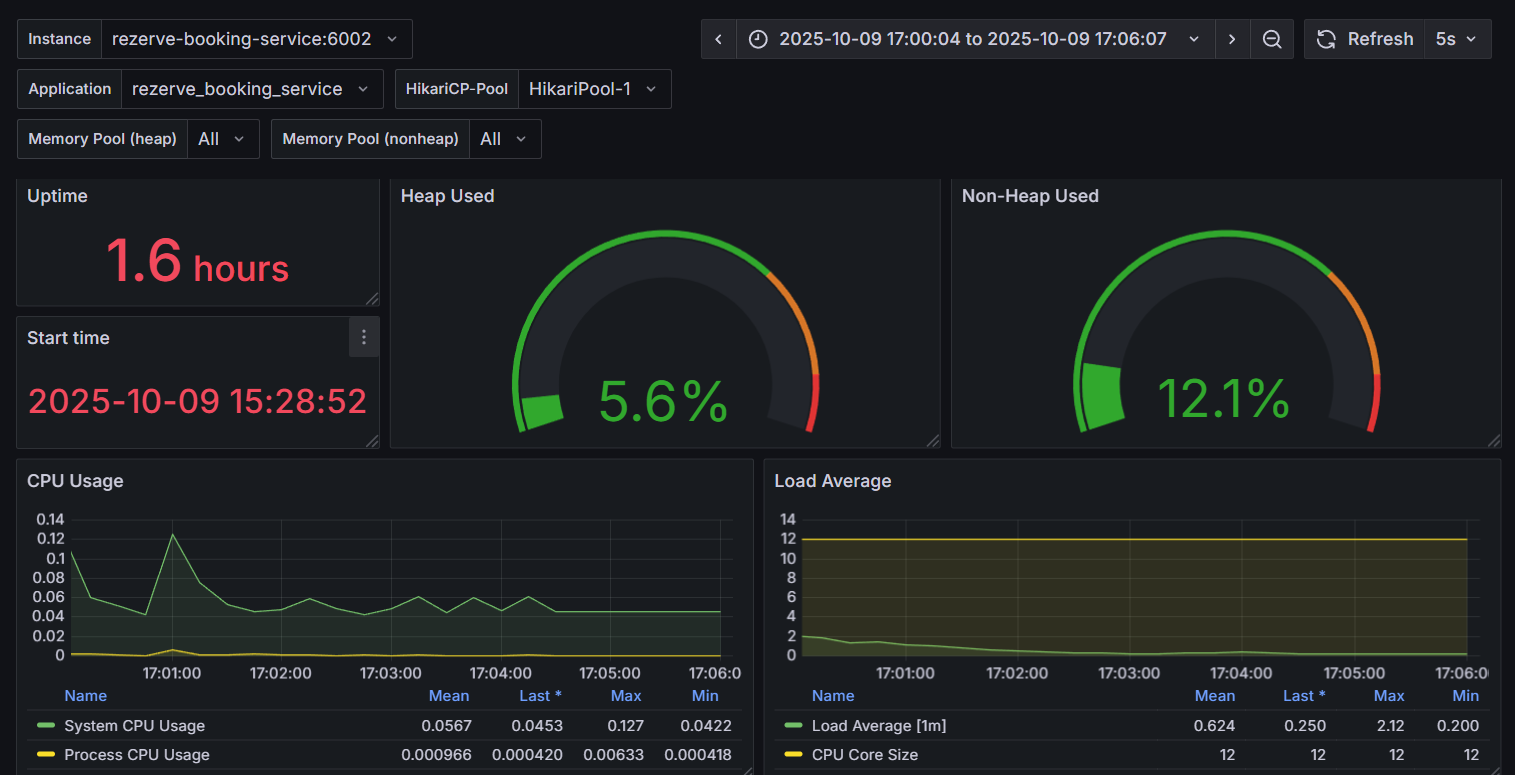 Instance rezerve-booking-service:6002 2025-10-09 17:00:04 to 2025-10-09 17:06:07 Refresh 5s
Application rezerve_booking_service HikariCP-Pool HikariPool-1
Memory Pool (heap) All Memory Pool (nonheap) All
Uptime
1.6 hours
Start time
2025-10-09 15:28:52
Heap Used
5.6%
Non-Heap Used
12.1%
CPU Usage
0.14
0.12
0.1
0.08
0.06
0.04
0.02
0
17:01:00 17:02:00 17:03:00 17:04:00 17:05:00 17:06:0
Name Mean Last * Max Min
System CPU Usage 0.0567 0.0453 0.127 0.0422
Process CPU Usage 0.000966 0.000420 0.00633 0.000418
Load Average
14
12
10
8
6
4
2
0
17:01:00 17:02:00 17:03:00 17:04:00 17:05:00 17:06:0
Name Mean Last * Max Min
Load Average [1m] 0.624 0.250 2.12 0.200
CPU Core Size 12 12 12 12